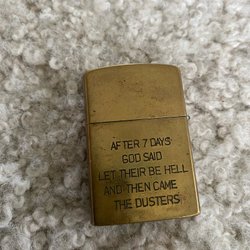 AFTER 7 DAYS
GOD SAID
LET THEIR BE HELL
AND THEN CAME
THE DUSTERS